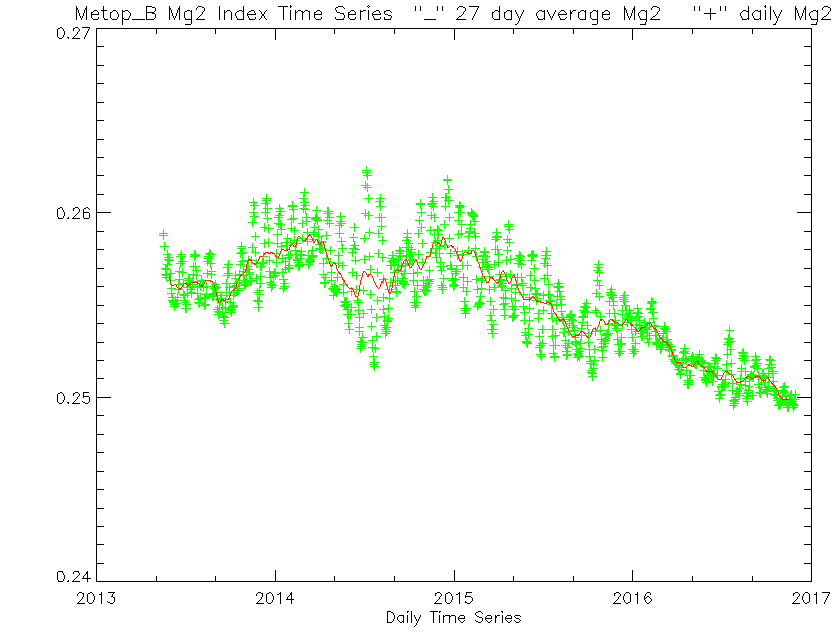 Metop_B Mg2 Index Time Series "_" 27 day average Mg2 "+" daily Mg2
0.27
0.26
0.25
0.24
2013 2014 2015 2016 2017
Daily Time Series